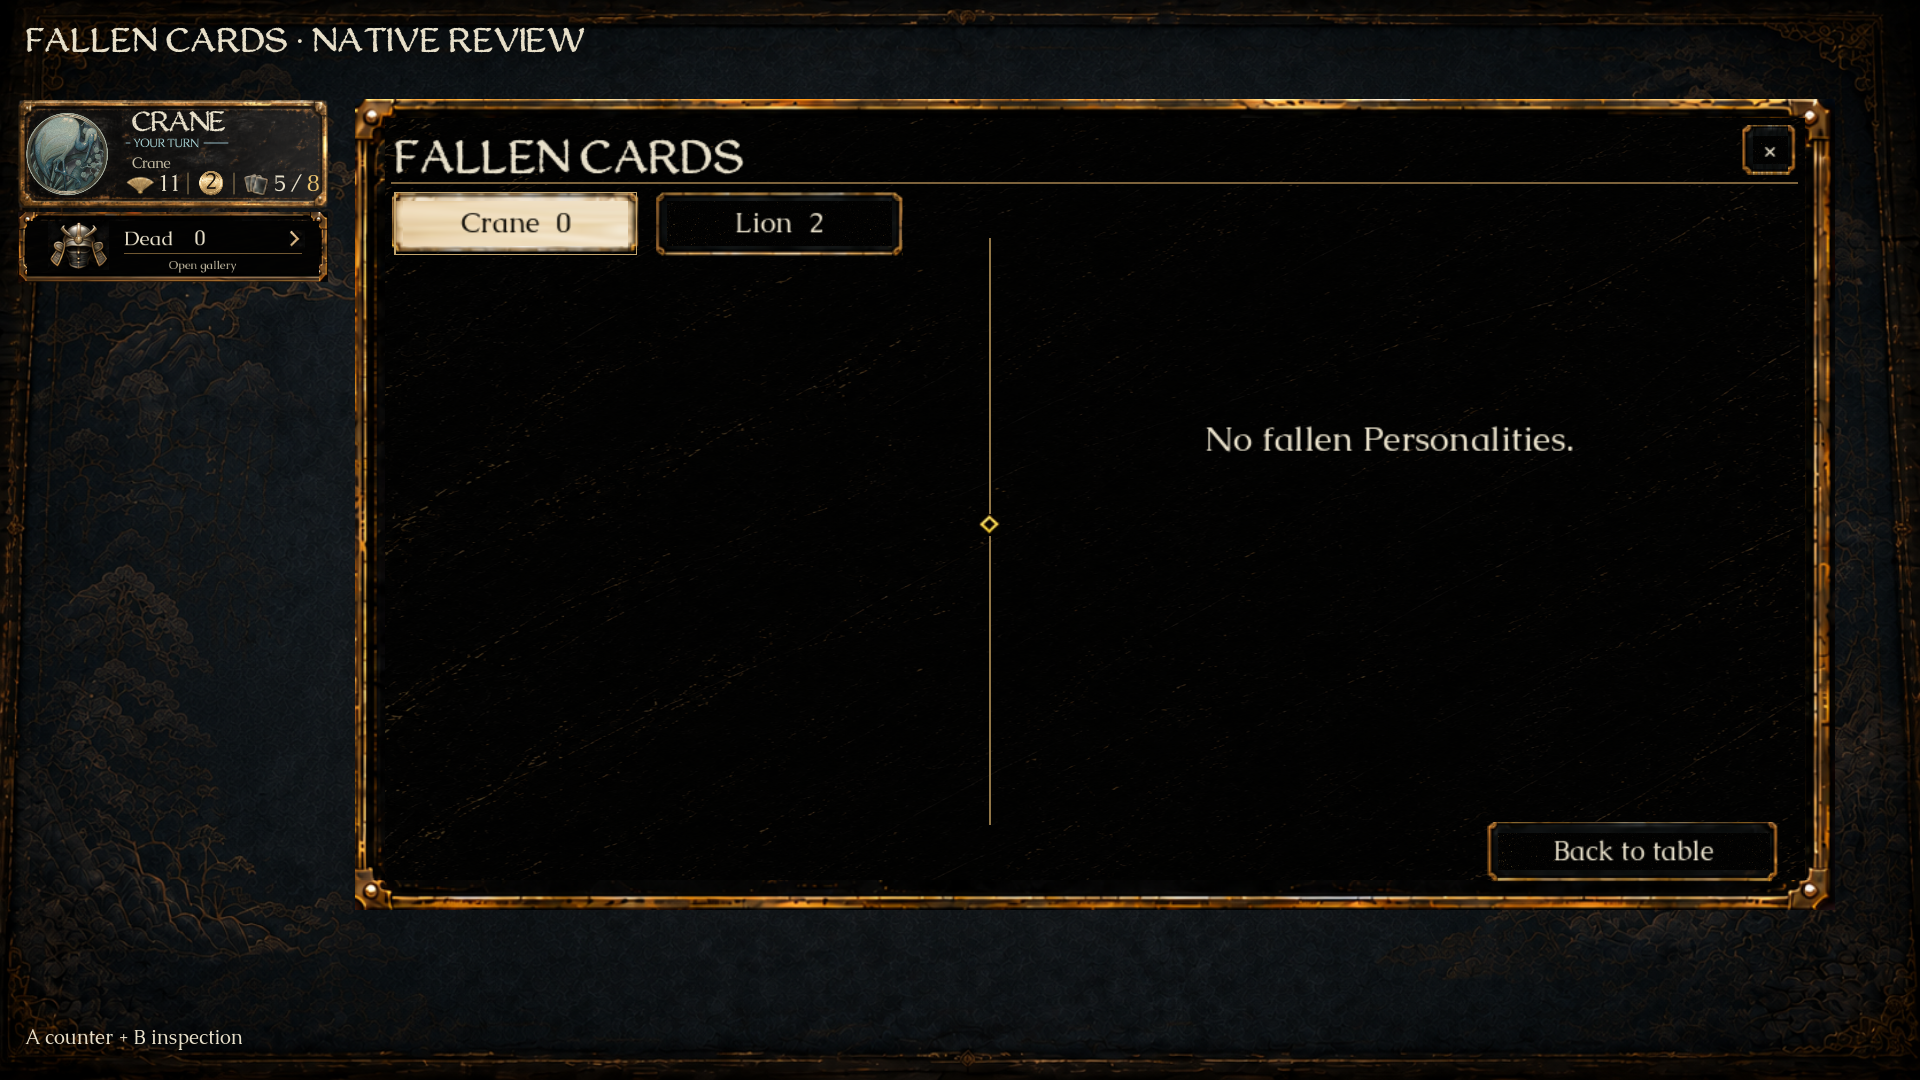 FALLEN CARDS · NATIVE REVIEW
CRANE
YOUR TURN
Crane
11 2 5 / 8
Dead 0
Open gallery
FALLEN CARDS
×
Crane 0
Lion 2
No fallen Personalities.
Back to table
A counter + B inspection